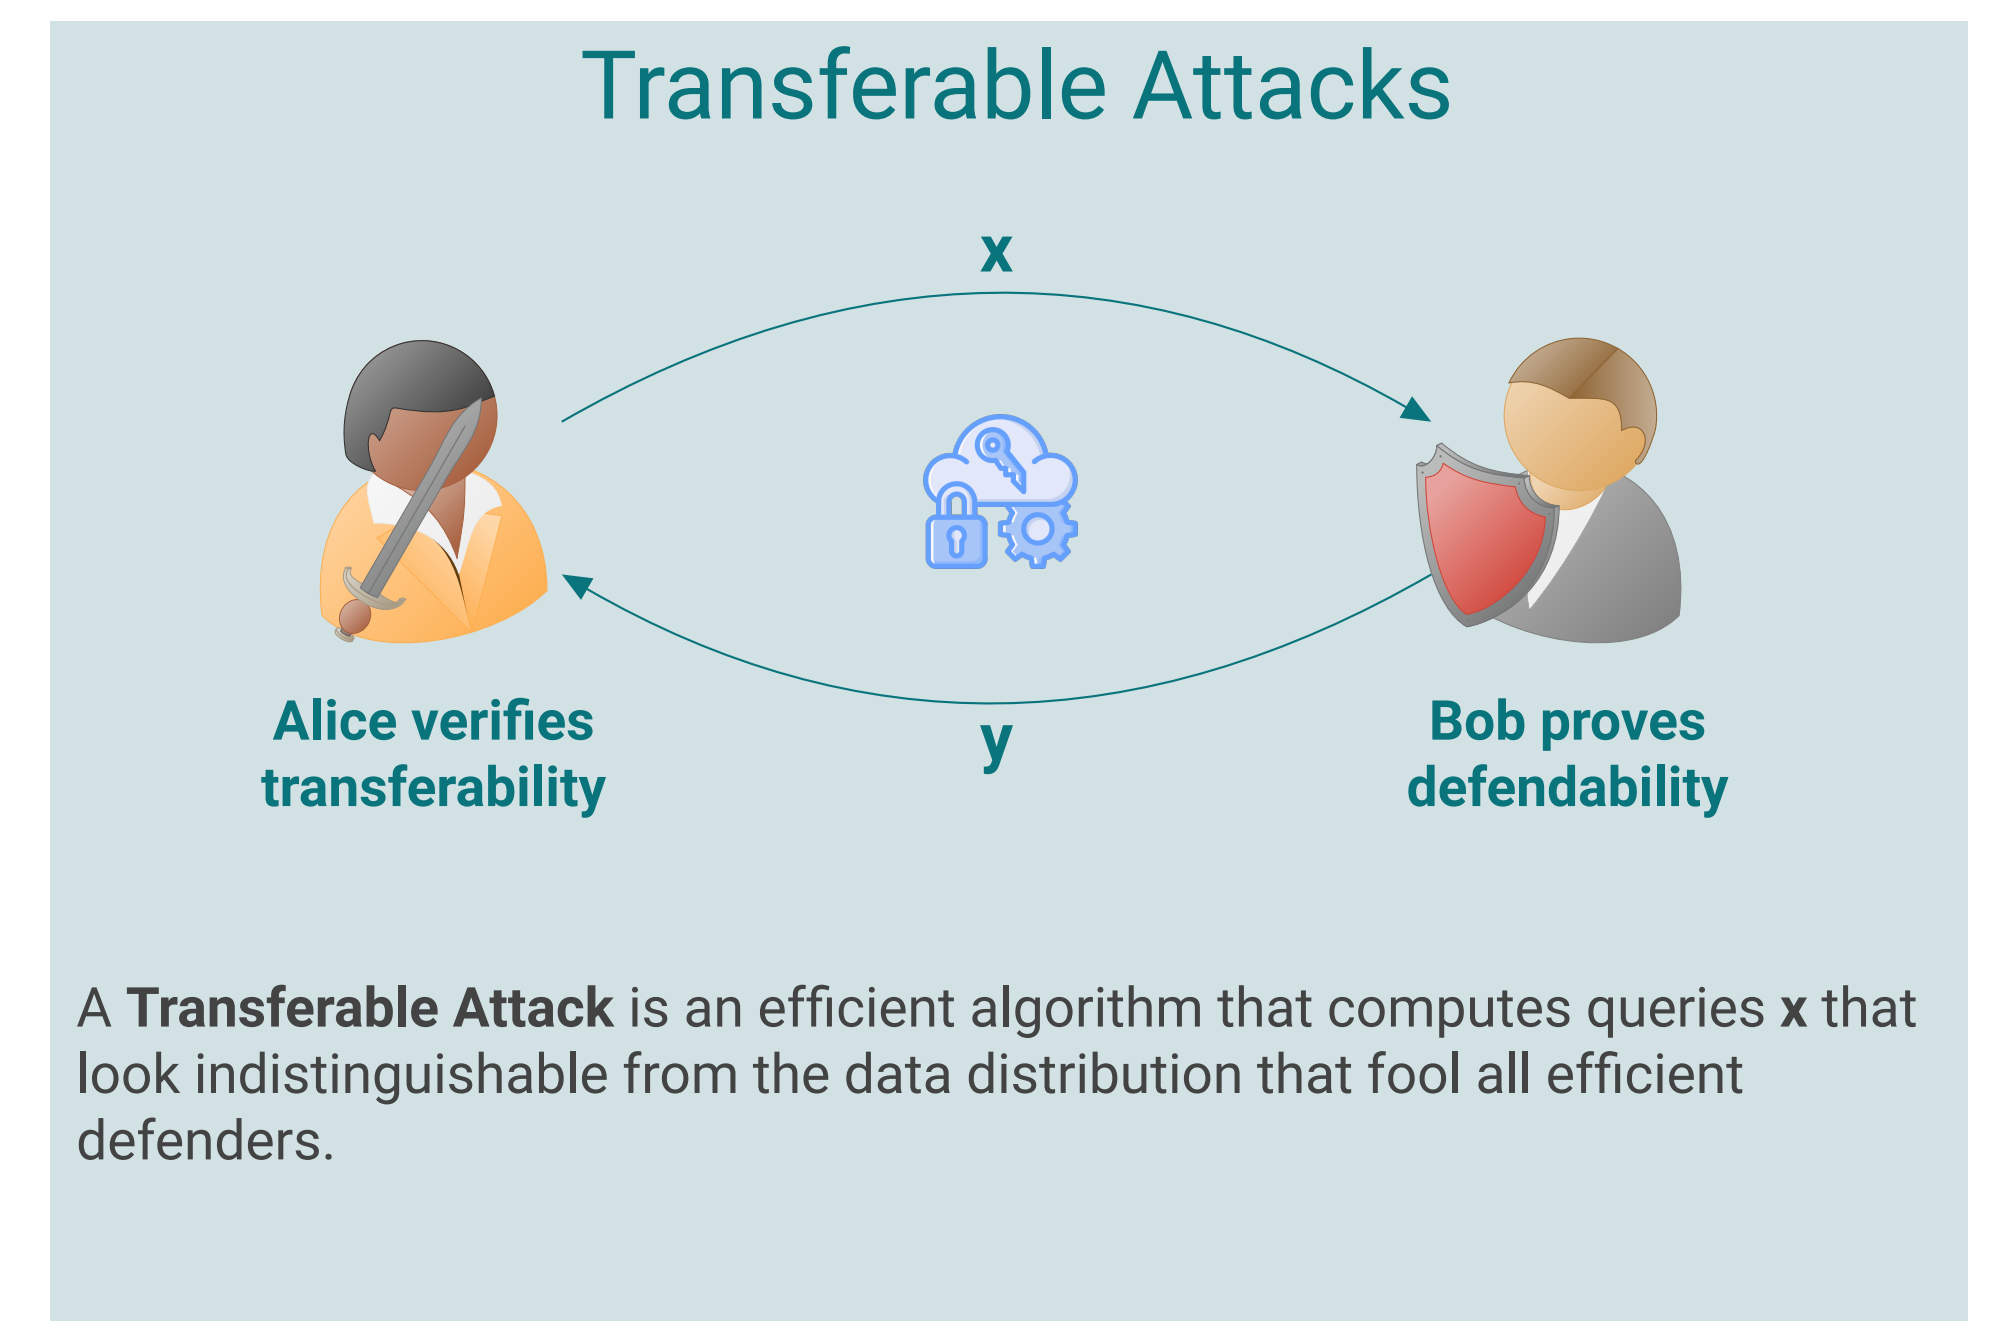 Transferable Attacks
x
Alice verifies
transferability
y
Bob proves
defendability
A Transferable Attack is an efficient algorithm that computes queries x that
look indistinguishable from the data distribution that fool all efficient
defenders.